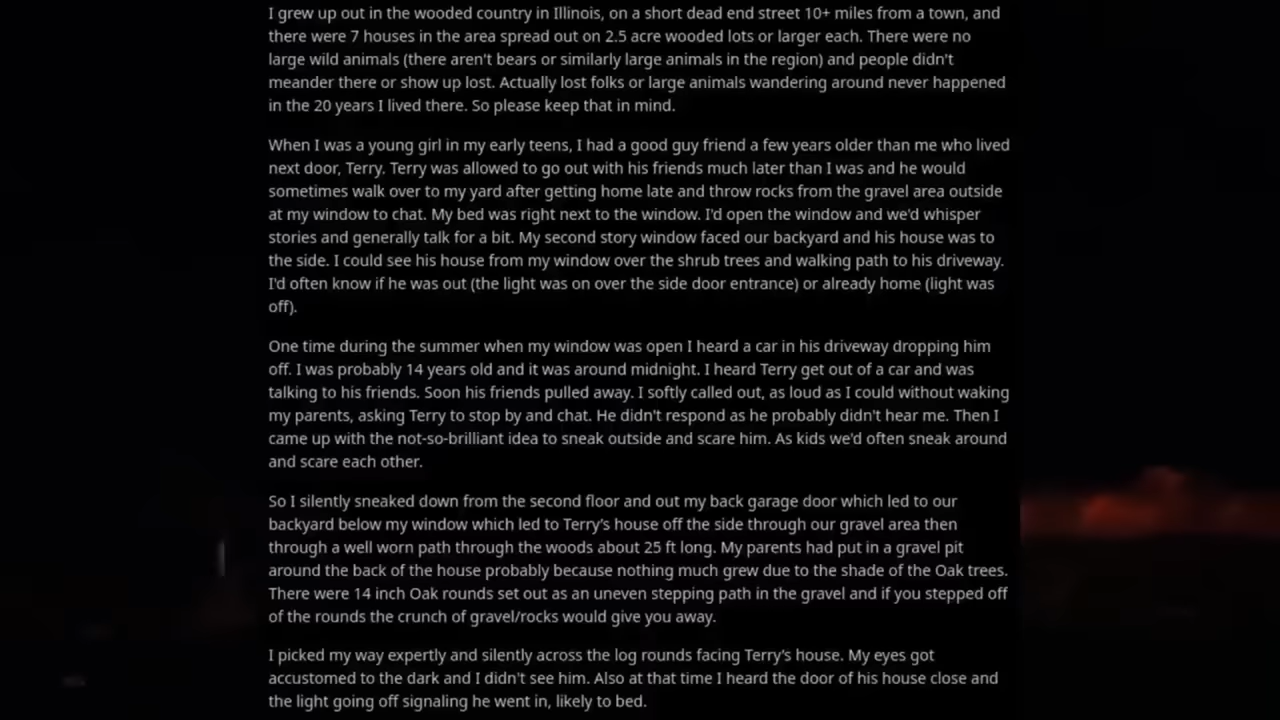 I grew up out in the wooded country in Illinois, on a short dead end street 10+ miles from a town, and
there were 7 houses in the area spread out on 2.5 acre wooded lots or larger each. There were no
large wild animals (there aren't bears or similarly large animals in the region) and people didn't
meander there or show up lost. Actually lost folks or large animals wandering around never happened
in the 20 years I lived there. So please keep that in mind.
When I was a young girl in my early teens, I had a good guy friend a few years older than me who lived
next door, Terry. Terry was allowed to go out with his friends much later than I was and he would
sometimes walk over to my yard after getting home late and throw rocks from the gravel area outside
at my window to chat. My bed was right next to the window. I'd open the window and we'd whisper
stories and generally talk for a bit. My second story window faced our backyard and his house was to
the side. I could see his house from my window over the shrub trees and walking path to his driveway.
I'd often know if he was out (the light was on over the side door entrance) or already home (light was
off).
One time during the summer when my window was open I heard a car in his driveway dropping him
off. I was probably 14 years old and it was around midnight. I heard Terry get out of a car and was
talking to his friends. Soon his friends pulled away. I softly called out, as loud as I could without waking
my parents, asking Terry to stop by and chat. He didn't respond as he probably didn't hear me. Then I
came up with the not-so-brilliant idea to sneak outside and scare him. As kids we'd often sneak around
and scare each other.
So I silently sneaked down from the second floor and out my back garage door which led to our
backyard below my window which led to Terry's house off the side through our gravel area then
through a well worn path through the woods about 25 ft long. My parents had put in a gravel pit
around the back of the house probably because nothing much grew due to the shade of the Oak trees.
There were 14 inch Oak rounds set out as an uneven stepping path in the gravel and if you stepped off
of the rounds the crunch of gravel/rocks would give you away.
I picked my way expertly and silently across the log rounds facing Terry's house. My eyes got
accustomed to the dark and I didn't see him. Also at that time I heard the door of his house close and
the light going off signaling he went in, likely to bed.